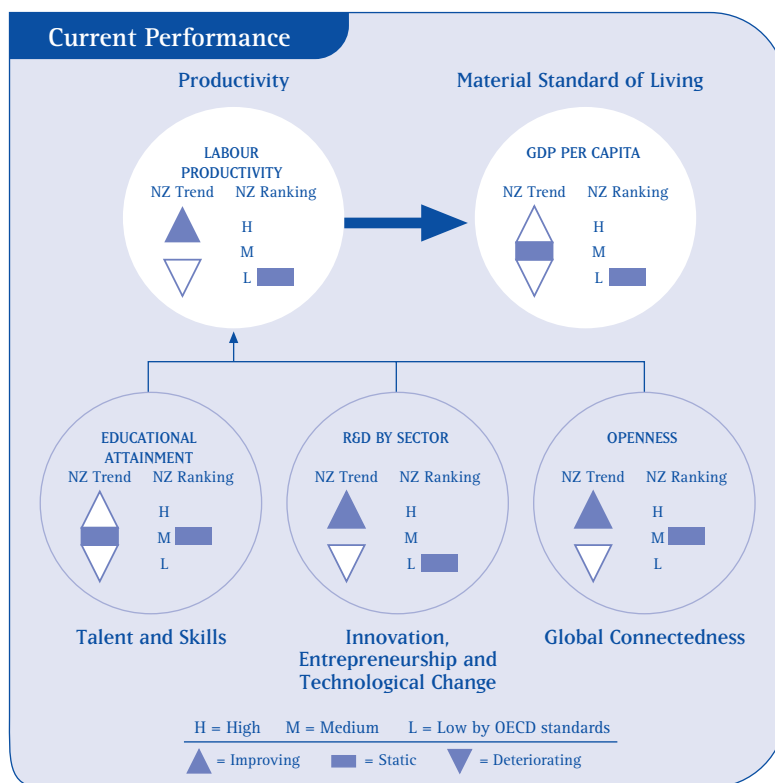 Current Performance
Productivity
Material Standard of Living
LABOUR
PRODUCTIVITY
NZ Trend NZ Ranking
H
M
L
GDP PER CAPITA
NZ Trend NZ Ranking
H
M
L
EDUCATIONAL
ATTAINMENT
NZ Trend NZ Ranking
H
M
L
Talent and Skills
R&D BY SECTOR
NZ Trend NZ Ranking
H
M
L
Innovation,
Entrepreneurship and
Technological Change
OPENNESS
NZ Trend NZ Ranking
H
M
L
Global Connectedness
H = High M = Medium L = Low by OECD standards
= Improving = Static = Deteriorating